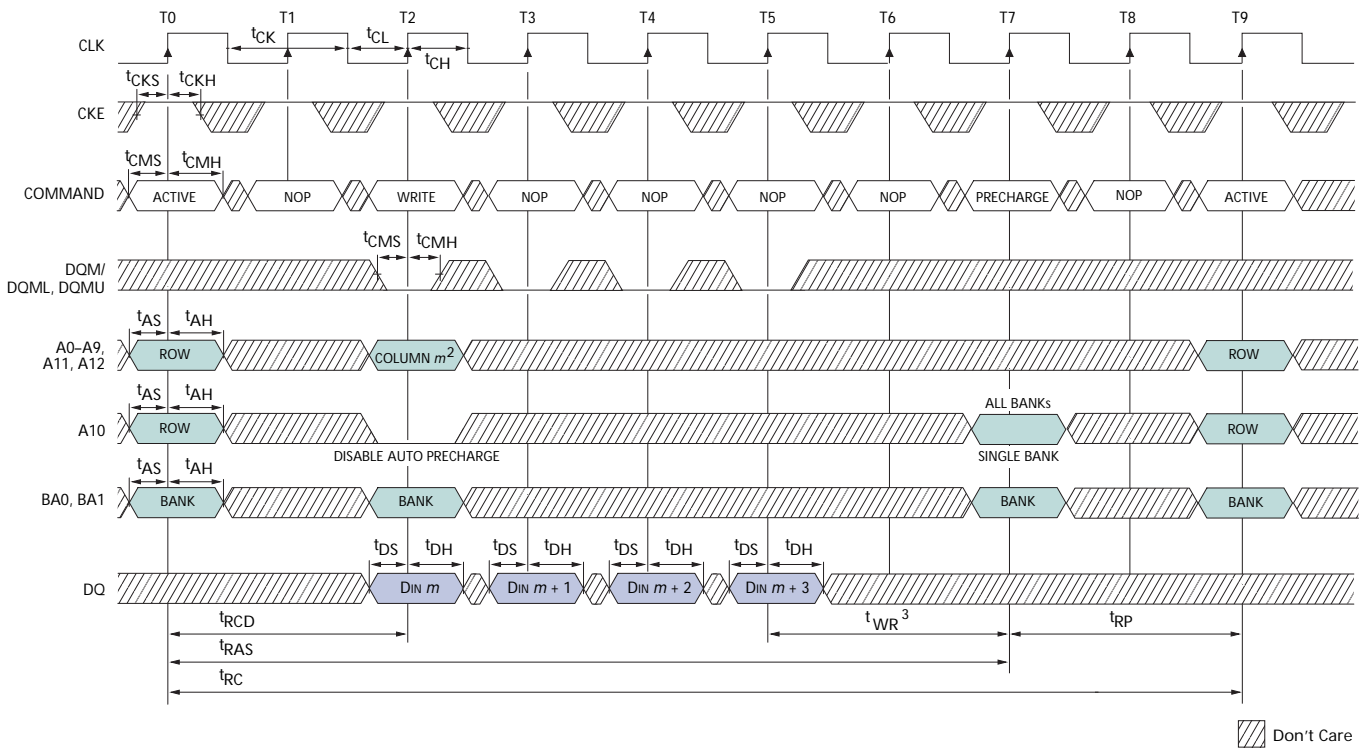 T0 T1 T2 T3 T4 T5 T6 T7 T8 T9
CLK
tCK tCL
tCH
tCKS tCKH
CKE
tCMS tCMH
COMMAND ACTIVE NOP WRITE NOP NOP NOP NOP PRECHARGE NOP ACTIVE
tCMS tCMH
DQM/
DQML, DQMU
tAS tAH
A0–A9,
A11, A12
ROW COLUMN m2 ROW
tAS tAH
ALL BANKs
A10 ROW ROW
DISABLE AUTO PRECHARGE SINGLE BANK
tAS tAH
BA0, BA1 BANK BANK BANK BANK
tDS tDH tDS tDH tDS tDH tDS tDH
DQ DIN m DIN m + 1 DIN m + 2 DIN m + 3
tRCD tWR3 tRP
tRAS
tRC
Don't Care